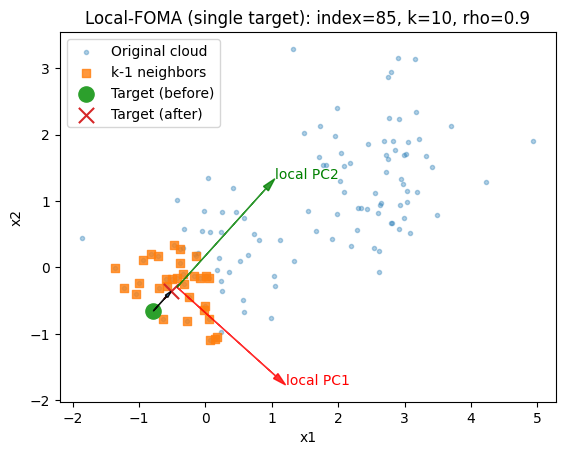 Local-FOMA (single target): index=85, k=10, rho=0.9
Original cloud
k-1 neighbors
Target (before)
Target (after)
local PC2
local PC1
x2
3
2
1
0
−1
−2
−2 −1 0 1 2 3 4 5
x1